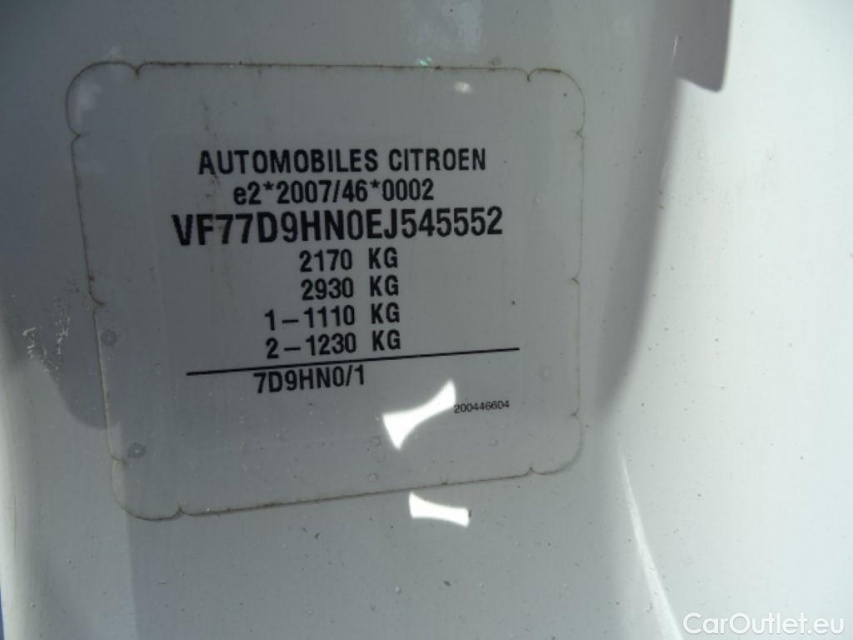 AUTOMOBILES CITROEN
e2*2007/46*0002
VF77D9HN0EJ545552
2170 KG
2930 KG
1-1110 KG
2-1230 KG
7D9HN0/1
200446604
CarOutlet.eu